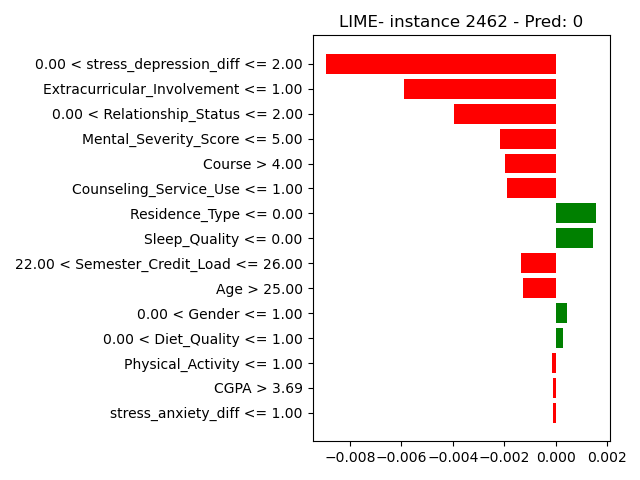 LIME- instance 2462 - Pred: 0
0.00 < stress_depression_diff <= 2.00
Extracurricular_Involvement <= 1.00
0.00 < Relationship_Status <= 2.00
Mental_Severity_Score <= 5.00
Course > 4.00
Counseling_Service_Use <= 1.00
Residence_Type <= 0.00
Sleep_Quality <= 0.00
22.00 < Semester_Credit_Load <= 26.00
Age > 25.00
0.00 < Gender <= 1.00
0.00 < Diet_Quality <= 1.00
Physical_Activity <= 1.00
CGPA > 3.69
stress_anxiety_diff <= 1.00
−0.008 −0.006 −0.004 −0.002 0.000 0.002